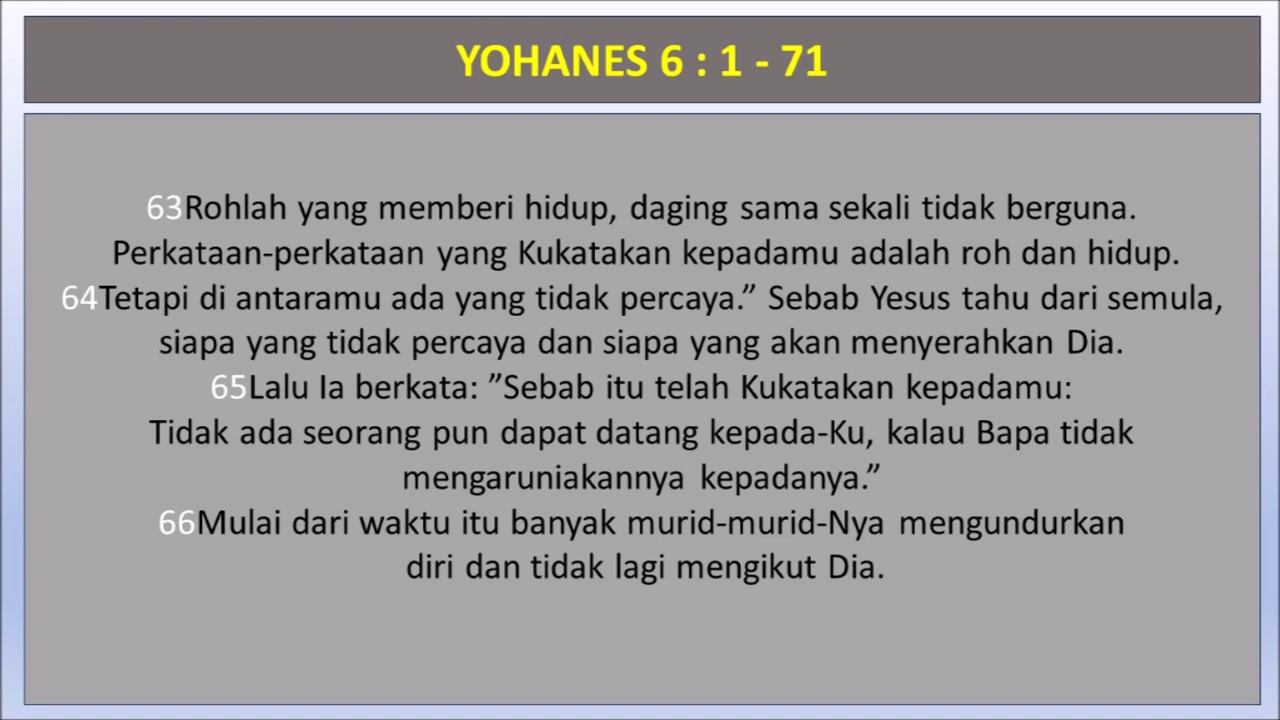 YOHANES 6 : 1 - 71
63Rohlah yang memberi hidup, daging sama sekali tidak berguna.
Perkataan-perkataan yang Kukatakan kepadamu adalah roh dan hidup.
64Tetapi di antaramu ada yang tidak percaya.” Sebab Yesus tahu dari semula,
siapa yang tidak percaya dan siapa yang akan menyerahkan Dia.
65Lalu Ia berkata: ”Sebab itu telah Kukatakan kepadamu:
Tidak ada seorang pun dapat datang kepada-Ku, kalau Bapa tidak
mengaruniakannya kepadanya.”
66Mulai dari waktu itu banyak murid-murid-Nya mengundurkan
diri dan tidak lagi mengikut Dia.